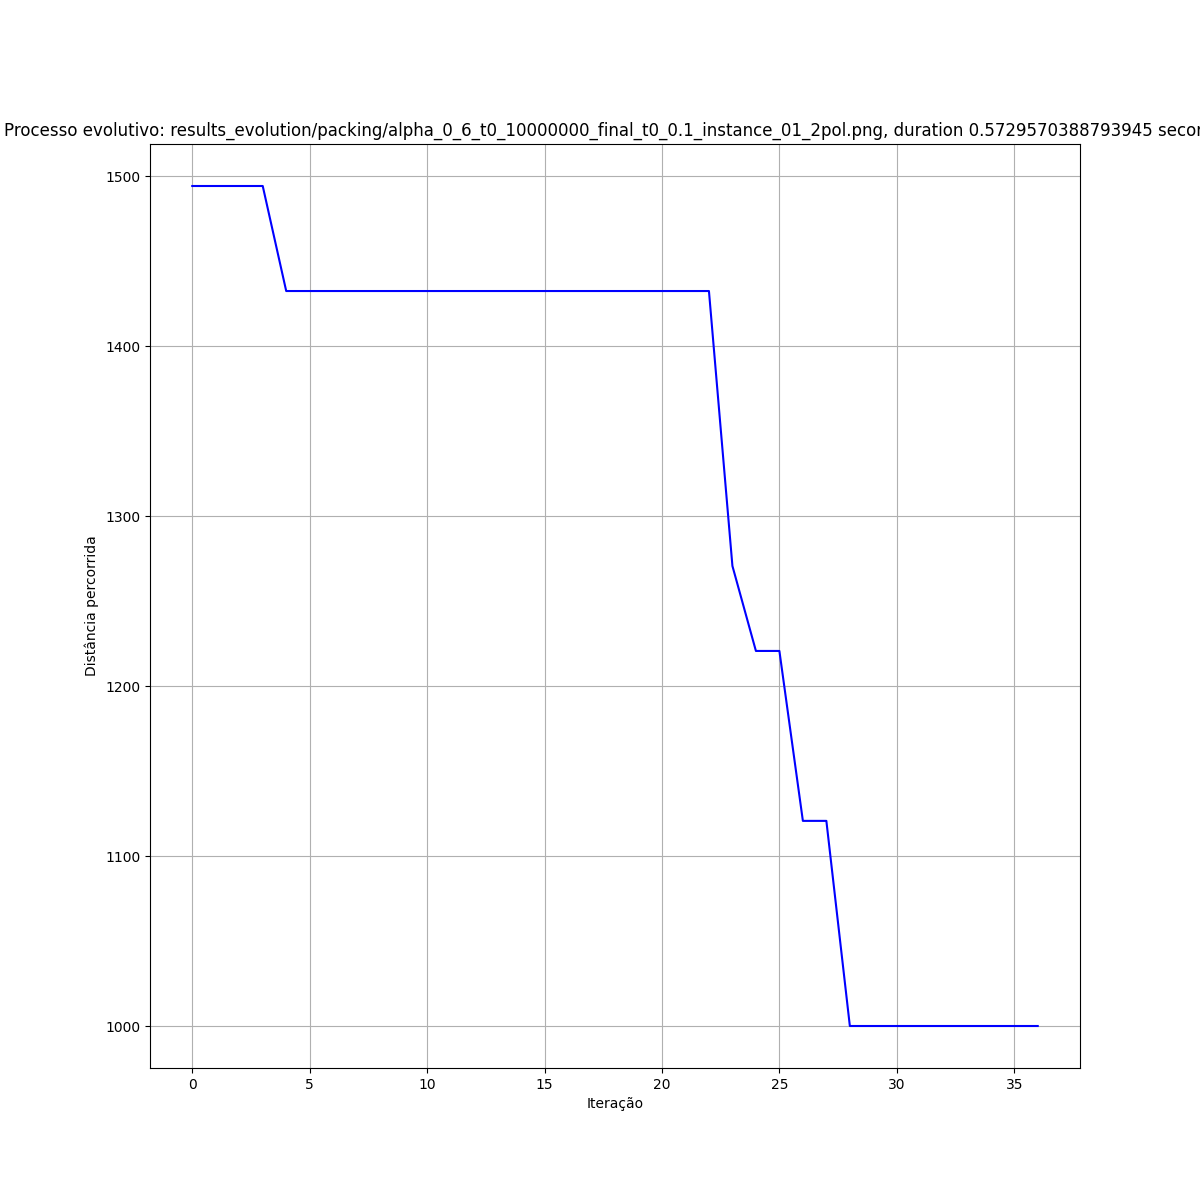 Processo evolutivo: results_evolution/packing/alpha_0_6_t0_10000000_final_t0_0.1_instance_01_2pol.png, duration 0.5729570388793945
1500
1400
1300
1200
1100
1000
Distância percorrida
0 5 10 15 20 25 30 35
Iteração